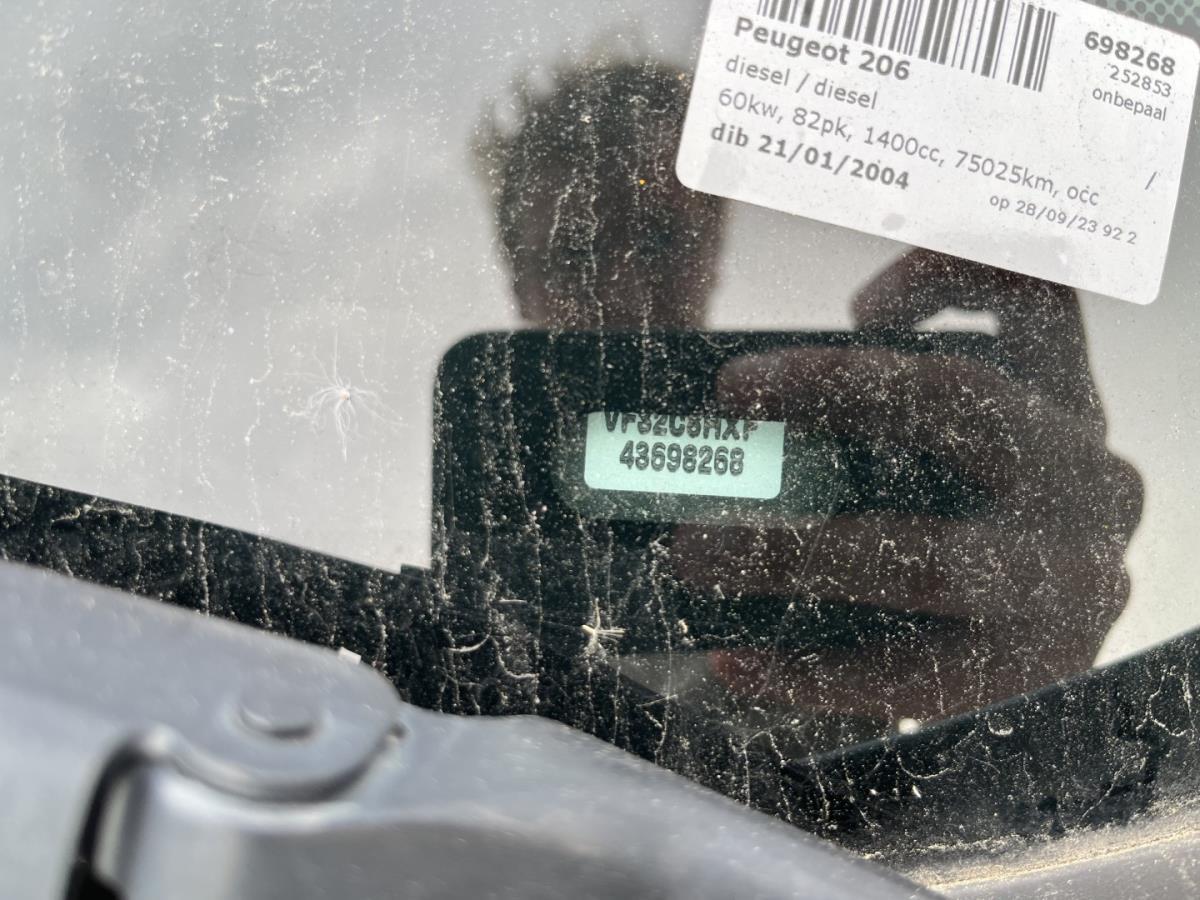 Peugeot 206
698268
252853
onbepaal
diesel / diesel
60kw, 82pk, 1400cc, 75025km, occ /
dib 21/01/2004
op 28/09/23 92 2
VF32C8HXF
43698268